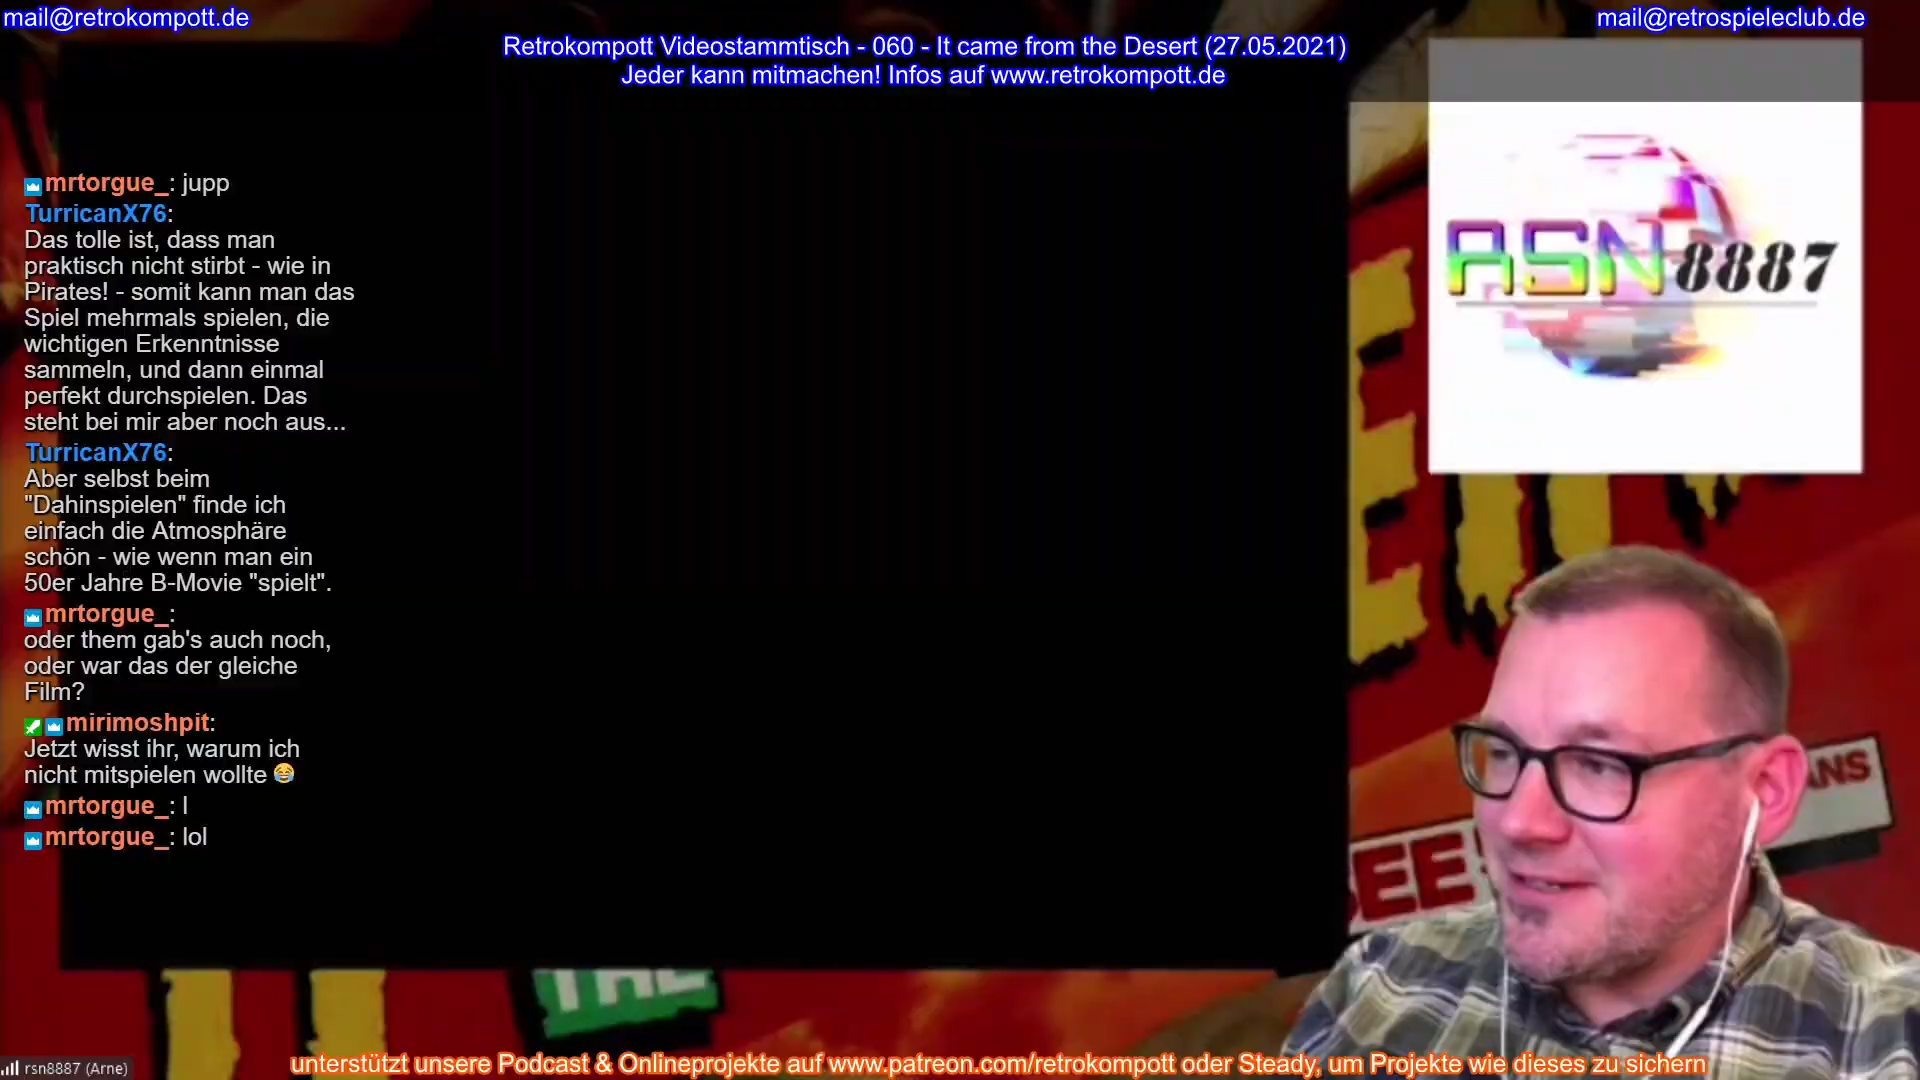 mail@retrokompott.de
mail@retrospieleclub.de
Retrokompott Videostammtisch - 060 - It came from the Desert (27.05.2021)
Jeder kann mitmachen! Infos auf www.retrokompott.de
mrtorgue_: jupp
TurricanX76:
Das tolle ist, dass man
praktisch nicht stirbt - wie in
Pirates! - somit kann man das
Spiel mehrmals spielen, die
wichtigen Erkenntnisse
sammeln, und dann einmal
perfekt durchspielen. Das
steht bei mir aber noch aus...
TurricanX76:
Aber selbst beim
"Dahinspielen" finde ich
einfach die Atmosphäre
schön - wie wenn man ein
50er Jahre B-Movie "spielt".
mrtorgue_:
oder them gab's auch noch,
oder war das der gleiche
Film?
mirimoshpit:
Jetzt wisst ihr, warum ich
nicht mitspielen wollte 😂
mrtorgue_: l
mrtorgue_: lol
RSN8887
THE
rsn8887 (Arne)
unterstützt unsere Podcast & Onlineprojekte auf www.patreon.com/retrokompott oder Steady, um Projekte wie dieses zu sichern